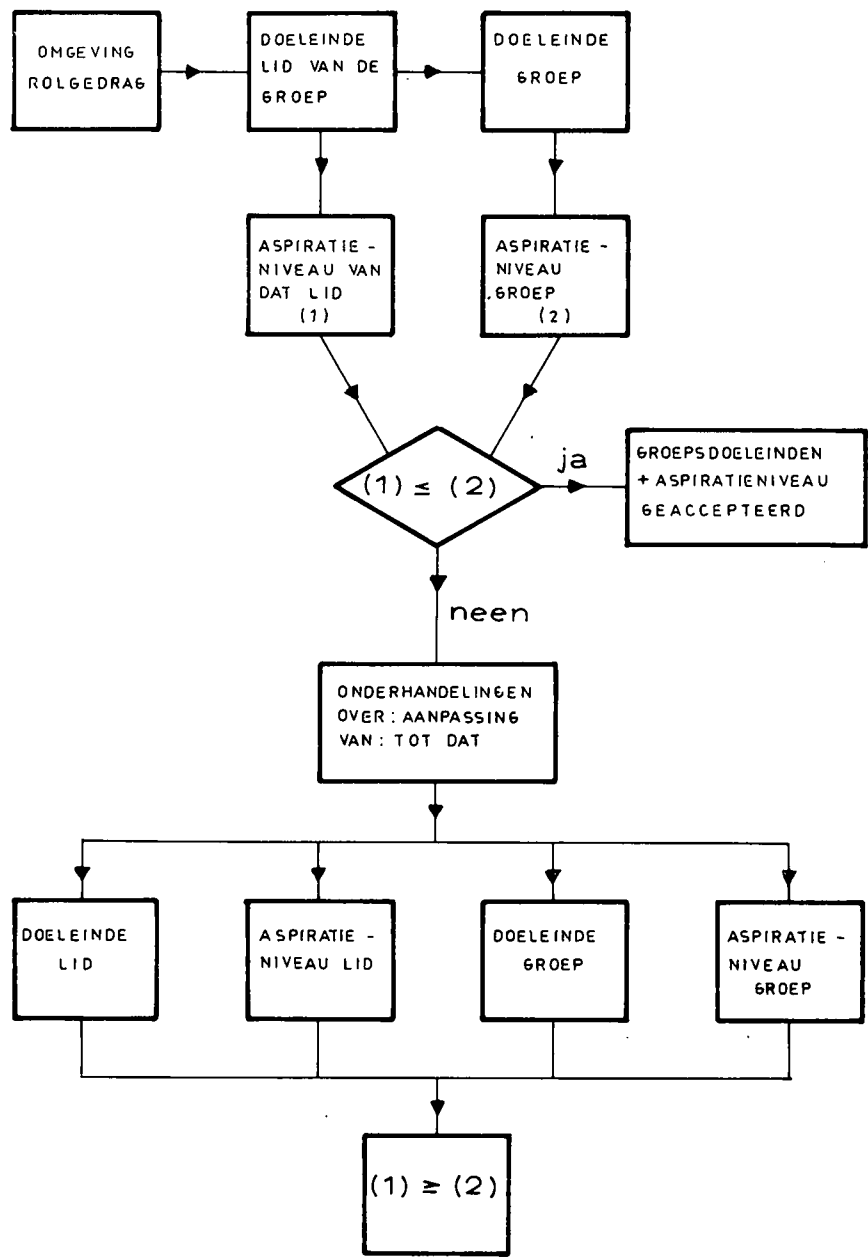 OMGEVING
ROLGEDRAG
DOELEINDE
LID VAN DE
GROEP
DOELEINDE
GROEP
ASPIRATIE -
NIVEAU VAN
DAT LID
(1)
ASPIRATIE -
NIVEAU
GROEP
(2)
(1) ≤ (2)
ja
GROEPSDOELEINDEN
+ ASPIRATIENIVEAU
GEACCEPTEERD
neen
ONDERHANDELINGEN
OVER : AANPASSING
VAN : TOT DAT
DOELEINDE
LID
ASPIRATIE -
NIVEAU LID
DOELEINDE
GROEP
ASPIRATIE -
NIVEAU
GROEP
(1) ≥ (2)